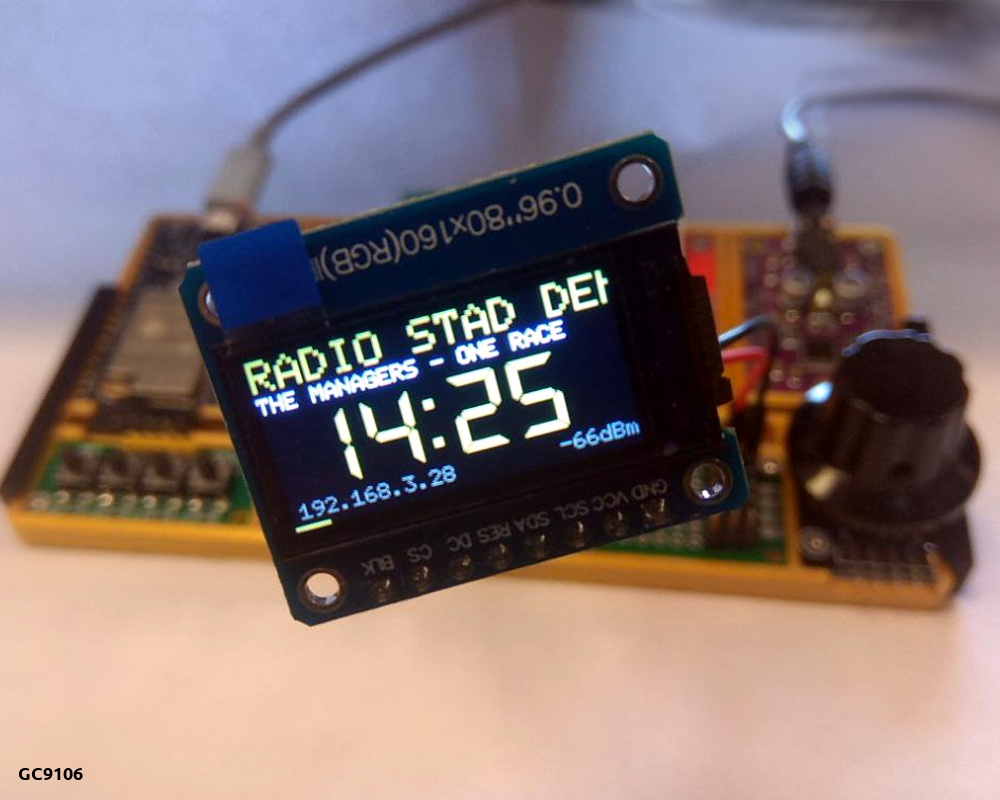 0.96''80x160(RGB)I
RADIO STAD DEN
THE MANAGERS - ONE RACE
14:25
-66dBm
192.168.3.28
BLK CS DC RES SDA SCL VCC GND
GC9106